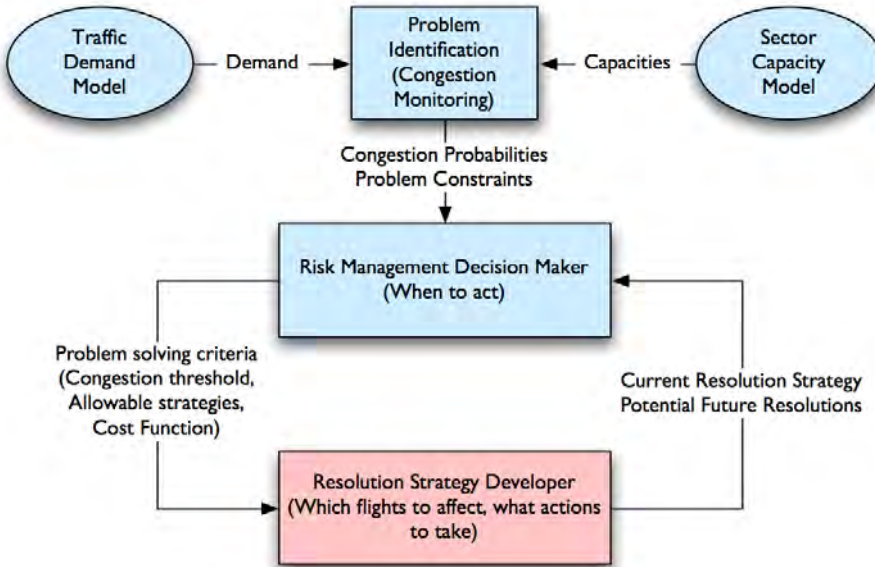 Traffic
Demand
Model
Demand
Problem
Identification
(Congestion
Monitoring)
Capacities
Sector
Capacity
Model
Congestion Probabilities
Problem Constraints
Risk Management Decision Maker
(When to act)
Problem solving criteria
(Congestion threshold,
Allowable strategies,
Cost Function)
Current Resolution Strategy
Potential Future Resolutions
Resolution Strategy Developer
(Which flights to affect, what actions
to take)